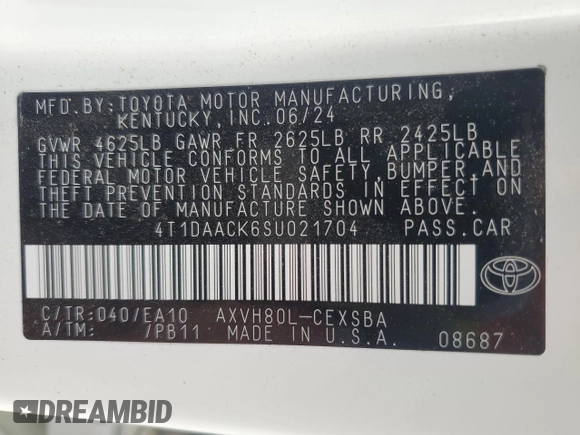 MFD. BY: TOYOTA MOTOR MANUFACTURING,
KENTUCKY, INC. 06/24
GVWR 4625LB GAWR FR 2625LB RR 2425LB
THIS VEHICLE CONFORMS TO ALL APPLICABLE
FEDERAL MOTOR VEHICLE SAFETY, BUMPER, AND
THEFT PREVENTION STANDARDS IN EFFECT ON
THE DATE OF MANUFACTURE SHOWN ABOVE.
4T1DAACK6SU021704 PASS. CAR
C/TR: 040/EA10 AXVH80L-CEXSBA
A/TM: /PB11 MADE IN U.S.A. 08687
DREAMBID